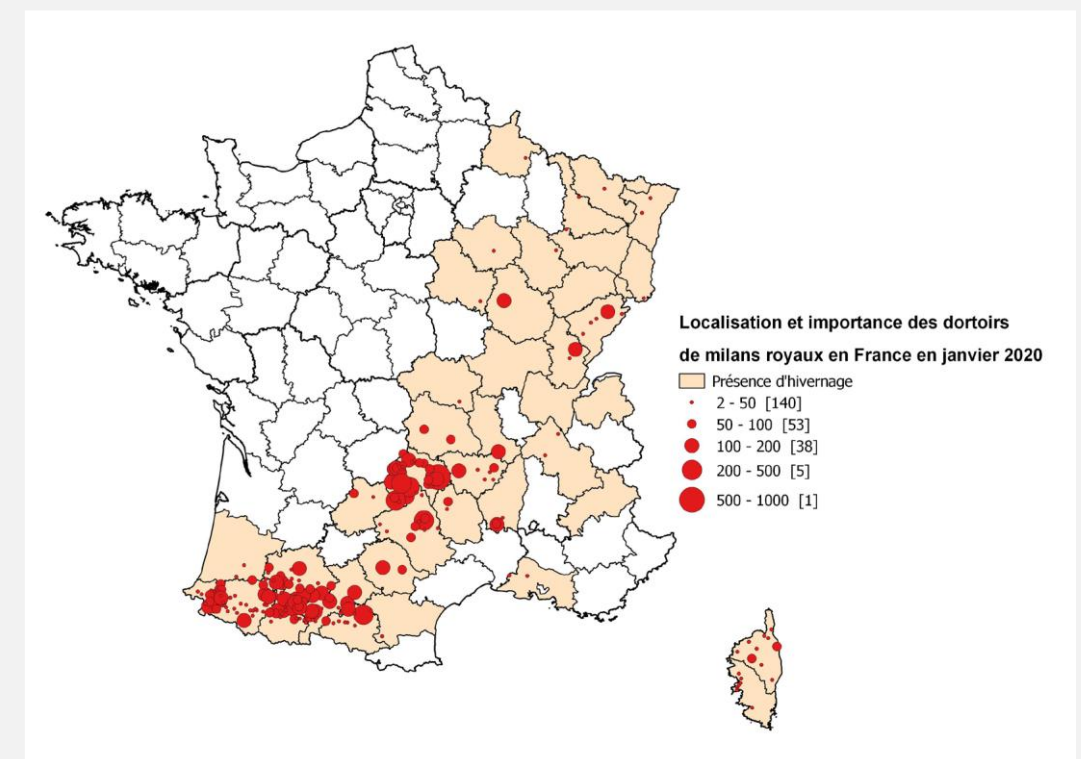 Localisation et importance des dortoirs
de milans royaux en France en janvier 2020
Présence d'hivernage
2 - 50 [140]
50 - 100 [53]
100 - 200 [38]
200 - 500 [5]
500 - 1000 [1]